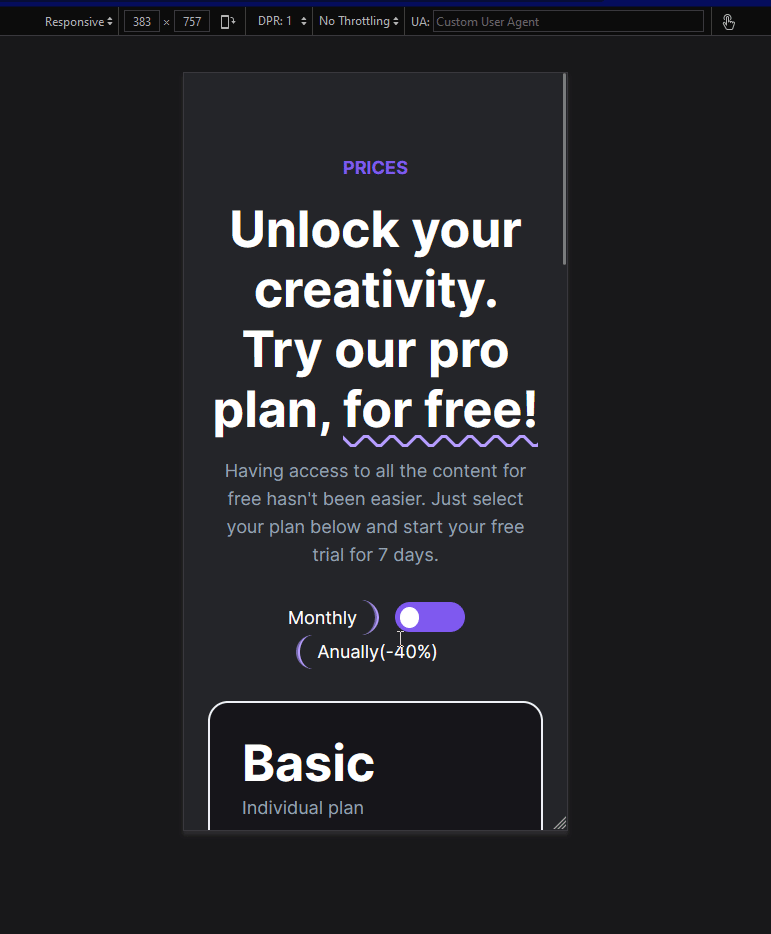 Responsive 383 × 757 DPR: 1 No Throttling UA: Custom User Agent
PRICES
Unlock your
creativity.
Try our pro
plan, for free!
Having access to all the content for
free hasn't been easier. Just select
your plan below and start your free
trial for 7 days.
Monthly
Anually(-40%)
Basic
Individual plan